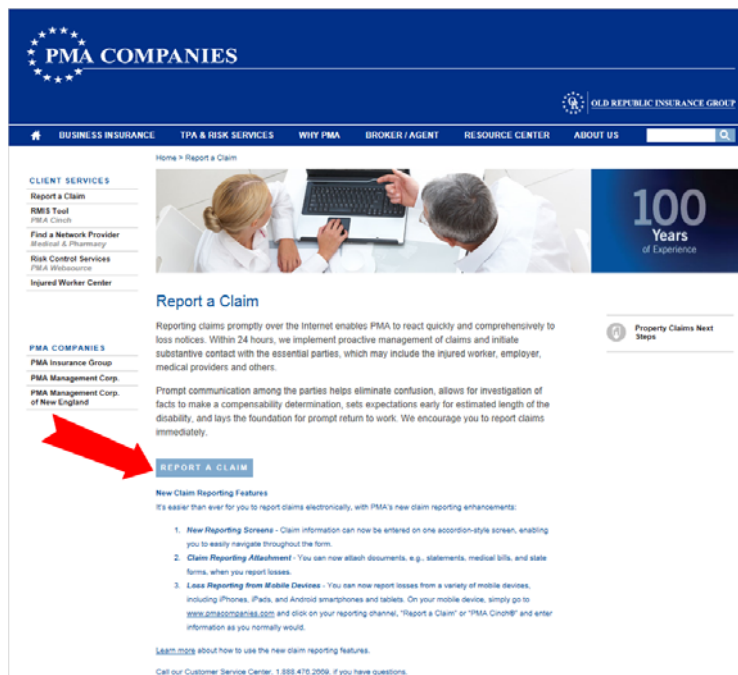 PMA COMPANIES
OLD REPUBLIC INSURANCE GROUP
BUSINESS INSURANCE TPA & RISK SERVICES WHY PMA BROKER / AGENT RESOURCE CENTER ABOUT US
Home > Report a Claim
CLIENT SERVICES
Report a Claim
RMIS Tool
PMA Cinch
Find a Network Provider
Medical & Pharmacy
Risk Control Services
PMA Websource
Injured Worker Center
PMA COMPANIES
PMA Insurance Group
PMA Management Corp.
PMA Management Corp.
of New England
100
Years
of Experience
Report a Claim
Reporting claims promptly over the Internet enables PMA to react quickly and comprehensively to
loss notices. Within 24 hours, we implement proactive management of claims and initiate
substantive contact with the essential parties, which may include the injured worker, employer,
medical providers and others.
Prompt communication among the parties helps eliminate confusion, allows for investigation of
facts to make a compensability determination, sets expectations early for estimated length of the
disability, and lays the foundation for prompt return to work. We encourage you to report claims
immediately.
REPORT A CLAIM
New Claim Reporting Features
It's easier than ever for you to report claims electronically, with PMA's new claim reporting enhancements:
1. New Reporting Screens - Claim information can now be entered on one accordion-style screen, enabling
you to easily navigate throughout the form.
2. Claim Reporting Attachment - You can now attach documents, e.g., statements, medical bills, and state
forms, when you report losses.
3. Loss Reporting from Mobile Devices - You can now report losses from a variety of mobile devices,
including iPhones, iPads, and Android smartphones and tablets. On your mobile device, simply go to
www.pmacompanies.com and click on your reporting channel, "Report a Claim" or "PMA Cinch®" and enter
information as you normally would.
Learn more about how to use the new claim reporting features.
Call our Customer Service Center, 1.888.476.2669, if you have questions.
Property Claims Next
Steps